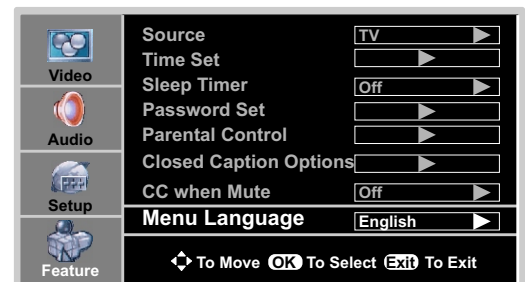 Video
Audio
Setup
Feature
Source TV
Time Set
Sleep Timer Off
Password Set
Parental Control
Closed Caption Options
CC when Mute Off
Menu Language English
To Move OK To Select Exit To Exit